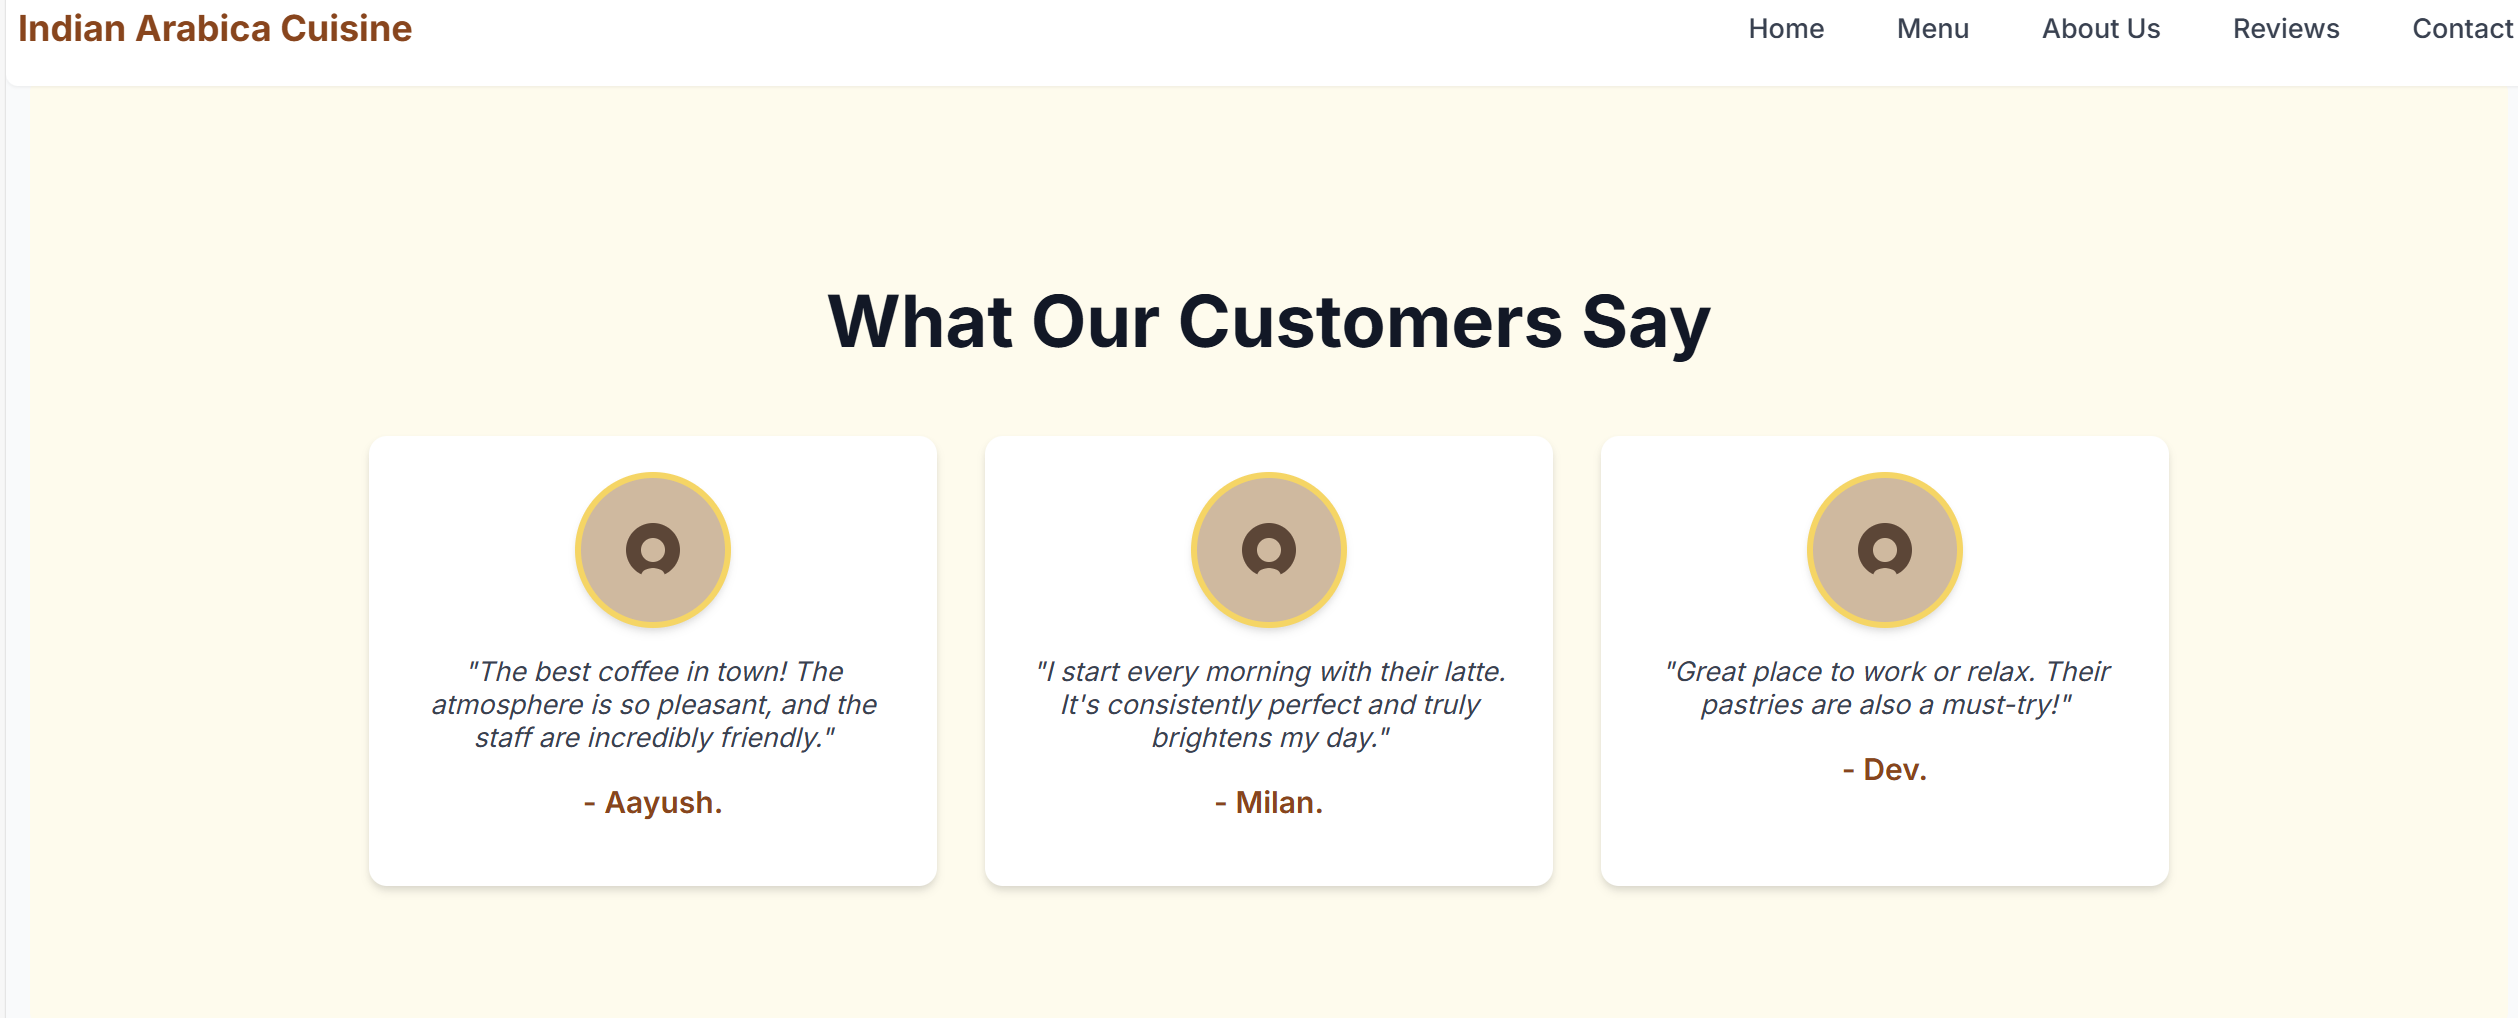 Indian Arabica Cuisine
Home Menu About Us Reviews Contact
What Our Customers Say
"The best coffee in town! The
atmosphere is so pleasant, and the
staff are incredibly friendly."
- Aayush.
"I start every morning with their latte.
It's consistently perfect and truly
brightens my day."
- Milan.
"Great place to work or relax. Their
pastries are also a must-try!"
- Dev.